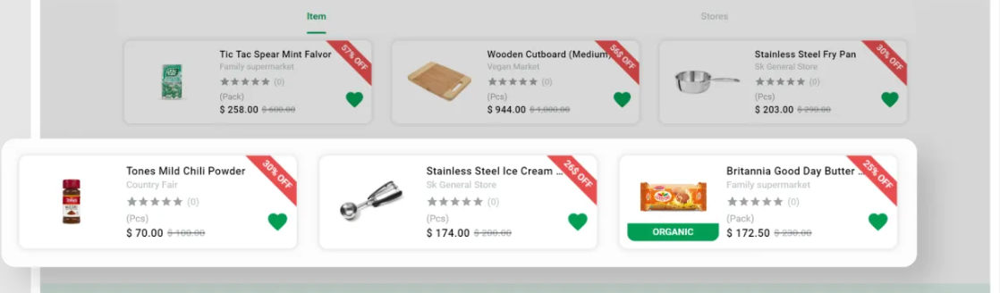 Item
Stores
Tic Tac Spear Mint Falvor
Family supermarket
(0)
(Pack)
$ 258.00 $ 600.00
57% OFF
Wooden Cutboard (Medium)
Vegan Market
(0)
(Pcs)
$ 944.00 $ 1,000.00
56$ OFF
Stainless Steel Fry Pan
Sk General Store
(0)
(Pcs)
$ 203.00 $ 290.00
30% OFF
Tones Mild Chili Powder
Country Fair
(0)
(Pcs)
$ 70.00 $ 100.00
30% OFF
Stainless Steel Ice Cream ...
Sk General Store
(0)
(Pcs)
$ 174.00 $ 200.00
26$ OFF
Britannia Good Day Butter ...
Family supermarket
(0)
(Pack)
$ 172.50 $ 230.00
25% OFF
ORGANIC